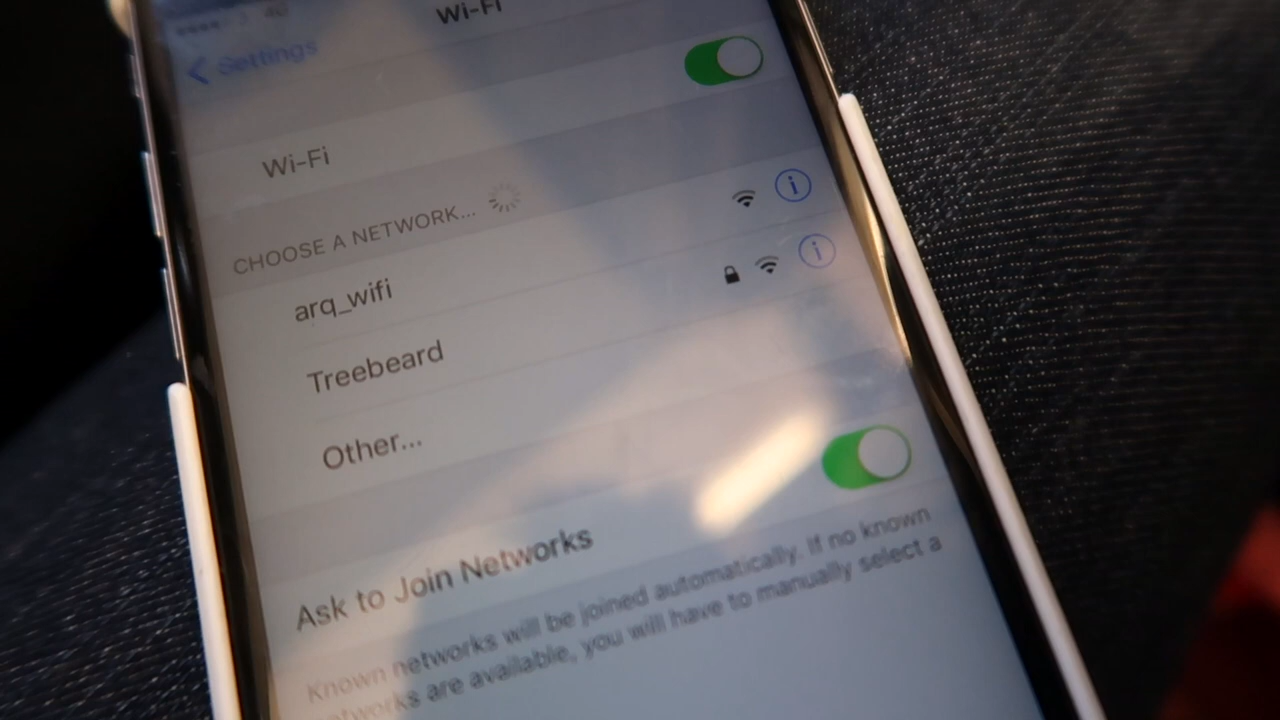 Wi-Fi
Settings
Wi-Fi
CHOOSE A NETWORK...
arq_wifi
Treebeard
Other...
Ask to Join Networks
Known networks will be joined automatically. If no known
networks are available, you will have to manually select a